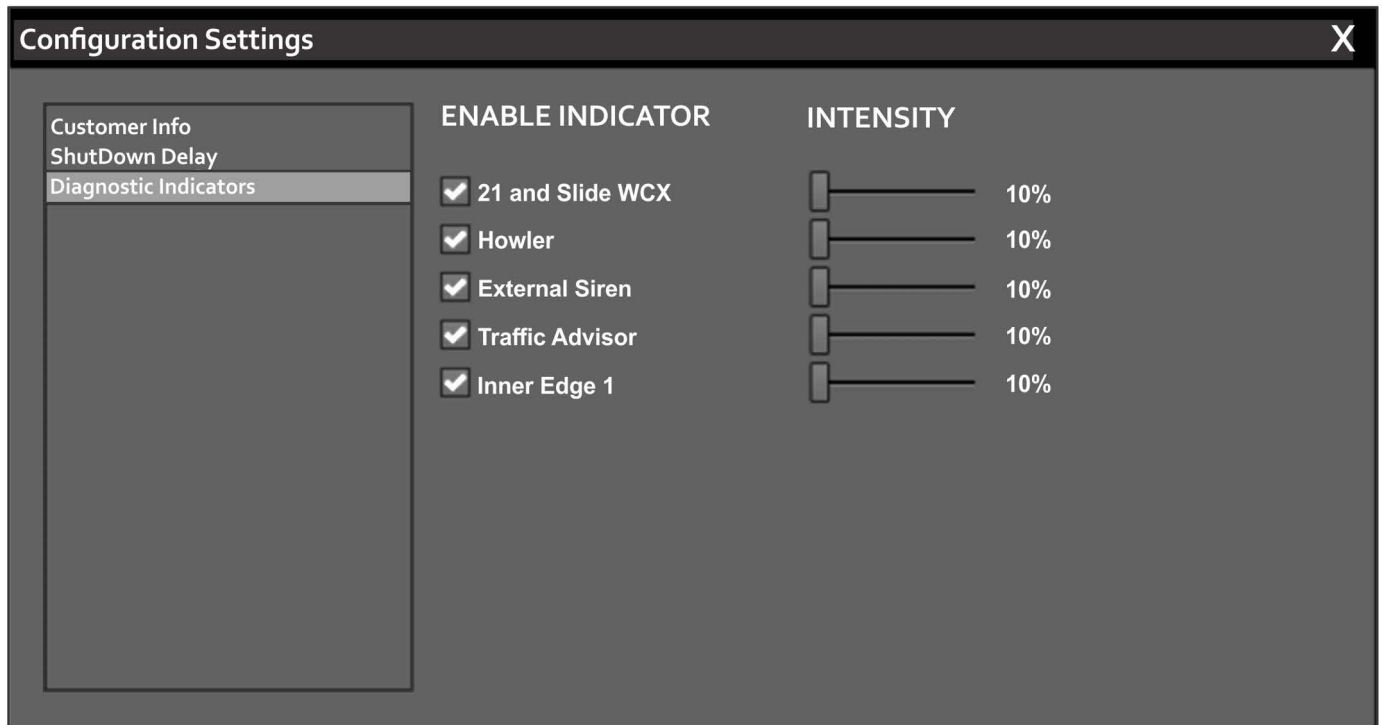 Configuration Settings X
Customer Info
ShutDown Delay
Diagnostic Indicators
ENABLE INDICATOR INTENSITY
21 and Slide WCX 10%
Howler 10%
External Siren 10%
Traffic Advisor 10%
Inner Edge 1 10%